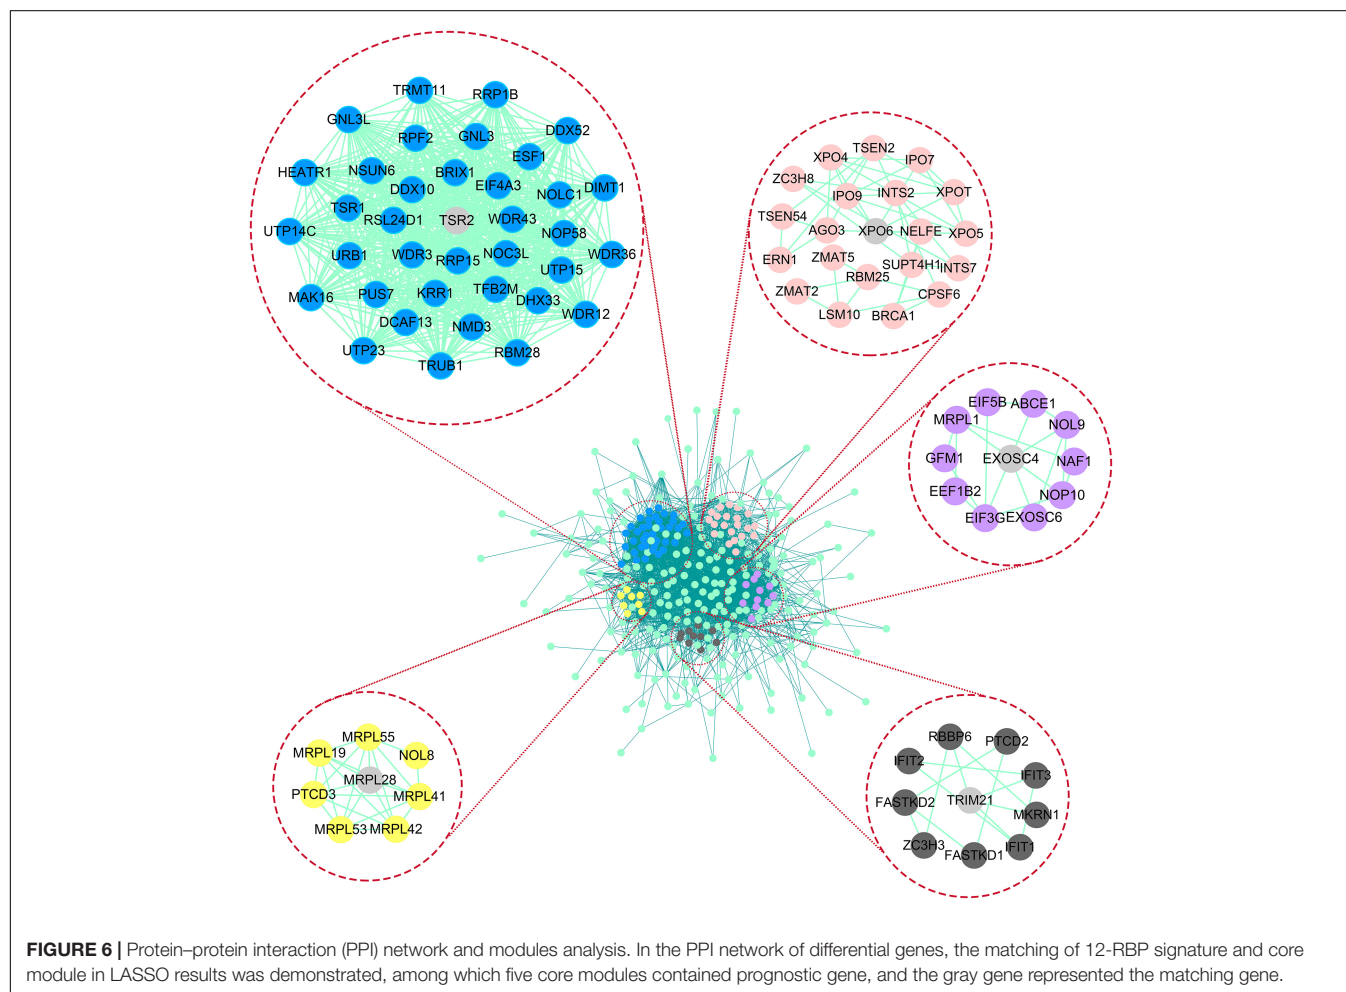 TRMT11
RRP1B
GNL3L
RPF2
GNL3
DDX52
ESF1
HEATR1
NSUN6
BRIX1
DDX10
EIF4A3
NOLC1
DIMT1
TSR1
RSL24D1
TSR2
WDR43
UTP14C
NOP58
URB1
WDR3
RRP15
NOC3L
WDR36
UTP15
MAK16
PUS7
KRR1
TFB2M
DHX33
WDR12
DCAF13
NMD3
UTP23
TRUB1
RBM28
TSEN2
XPO4
IPO7
ZC3H8
IPO9
INTS2
XPOT
TSEN54
AGO3
XPO6
NELFE
XPO5
ERN1
ZMAT5
RBM25
SUPT4H1
INTS7
ZMAT2
CPSF6
LSM10
BRCA1
EIF5B
ABCE1
MRPL1
NOL9
GFM1
EXOSC4
NAF1
EEF1B2
NOP10
EIF3G
EXOSC6
MRPL55
MRPL19
NOL8
MRPL28
PTCD3
MRPL41
MRPL53
MRPL42
RBBP6
PTCD2
IFIT2
IFIT3
FASTKD2
TRIM21
MKRN1
ZC3H3
FASTKD1
IFIT1
FIGURE 6 | Protein–protein interaction (PPI) network and modules analysis. In the PPI network of differential genes, the matching of 12-RBP signature and core
module in LASSO results was demonstrated, among which five core modules contained prognostic gene, and the gray gene represented the matching gene.